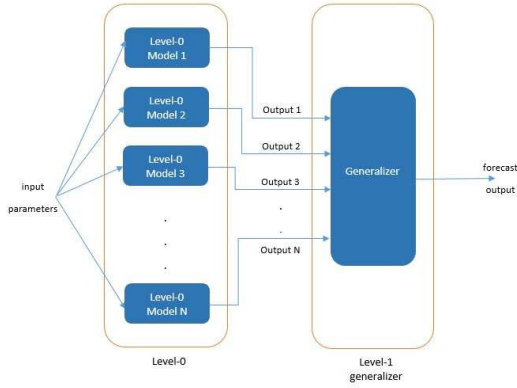 Level-0
Model 1
Level-0
Model 2
Level-0
Model 3
Level-0
Model N
input
parameters
Output 1
Output 2
Output 3
Output N
Generalizer
forecast
output
Level-0
Level-1
generalizer